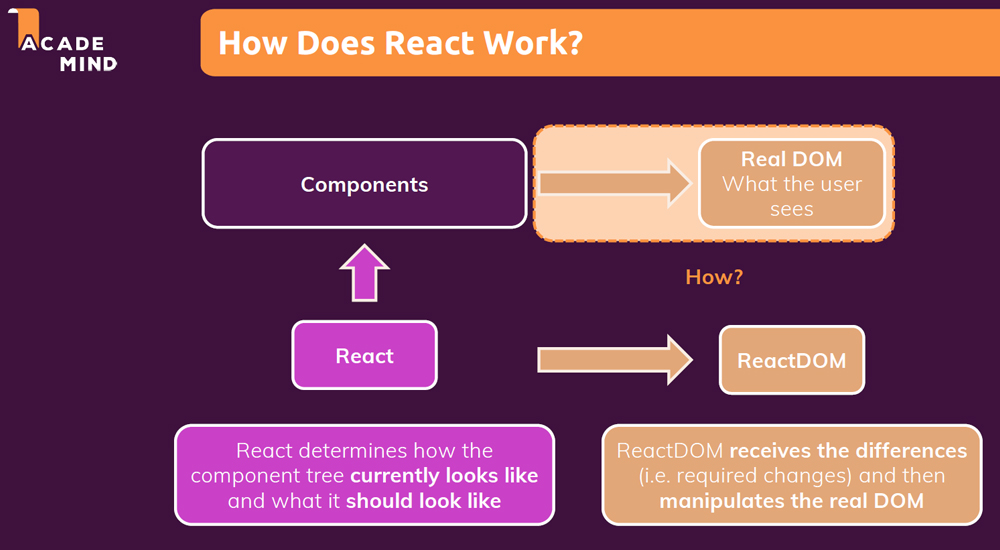 ACADE
MIND
How Does React Work?
Components
Real DOM
What the user
sees
How?
React
ReactDOM
React determines how the
component tree currently looks like
and what it should look like
ReactDOM receives the differences
(i.e. required changes) and then
manipulates the real DOM